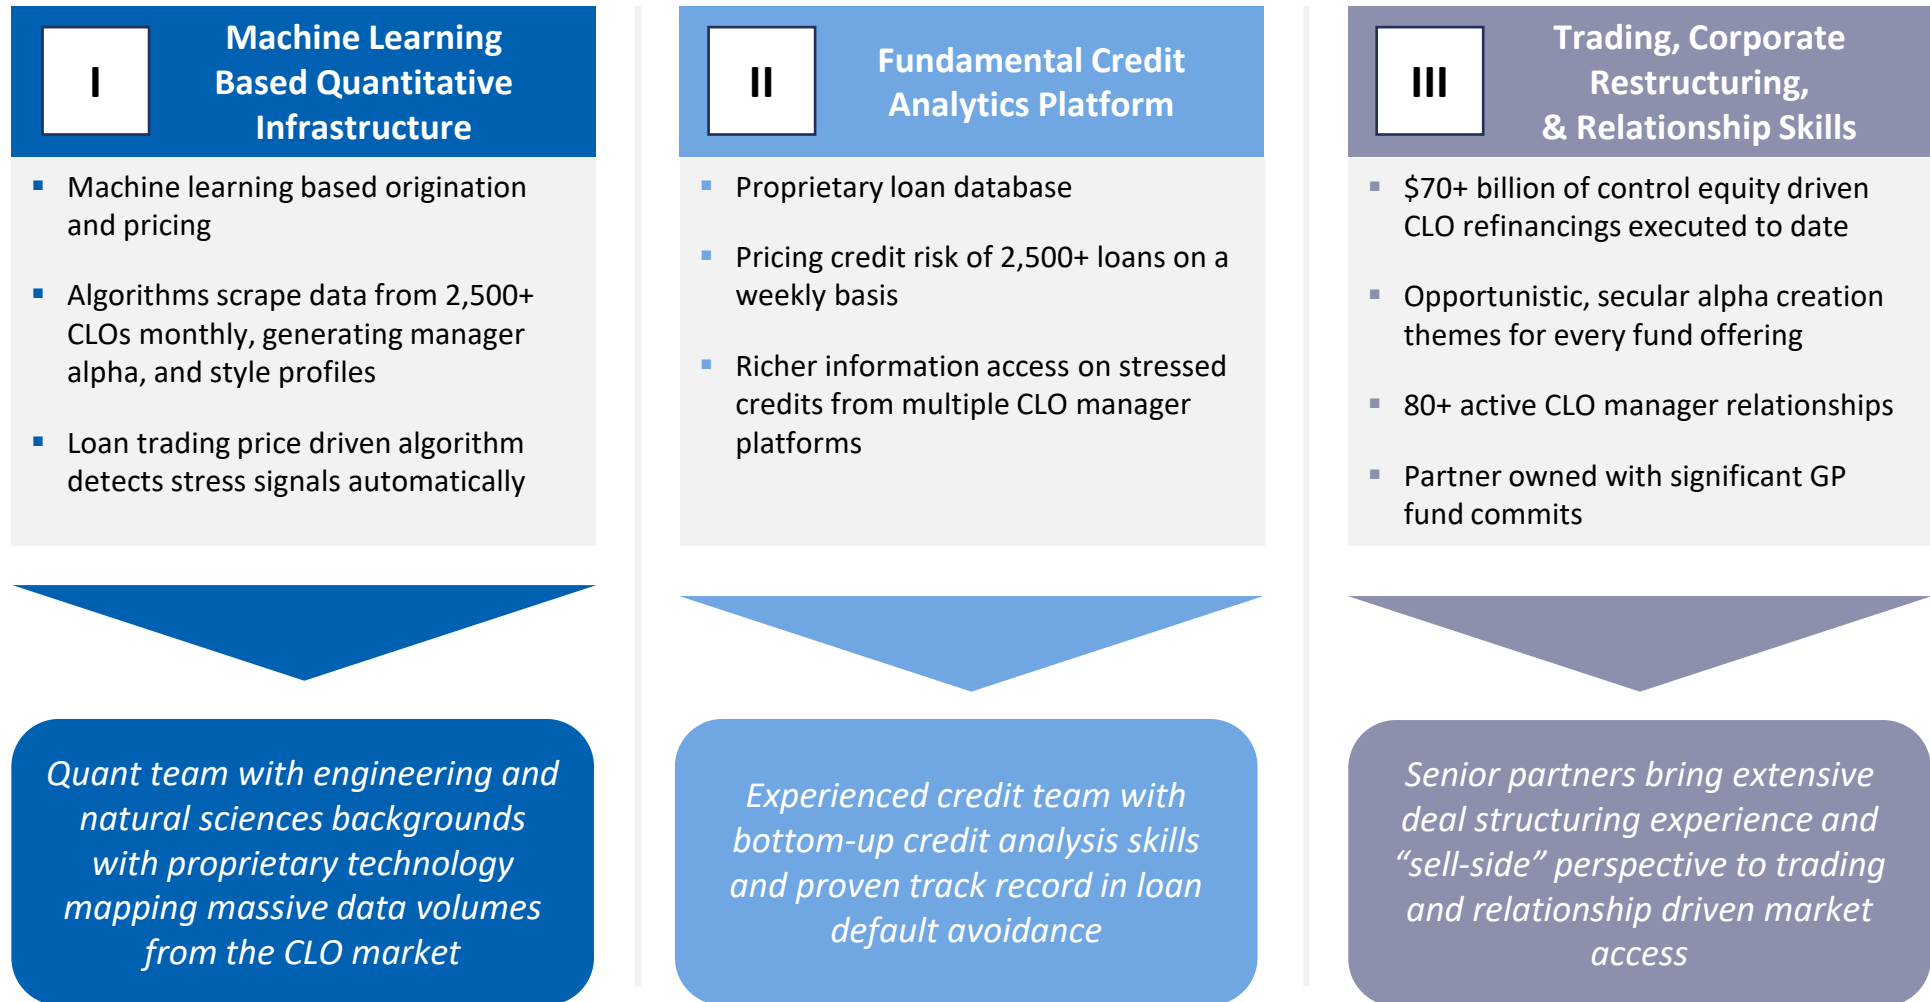 I
Machine Learning
Based Quantitative
Infrastructure
▪ Machine learning based origination
and pricing
▪ Algorithms scrape data from 2,500+
CLOs monthly, generating manager
alpha, and style profiles
▪ Loan trading price driven algorithm
detects stress signals automatically
Quant team with engineering and
natural sciences backgrounds
with proprietary technology
mapping massive data volumes
from the CLO market
II
Fundamental Credit
Analytics Platform
▪ Proprietary loan database
▪ Pricing credit risk of 2,500+ loans on a
weekly basis
▪ Richer information access on stressed
credits from multiple CLO manager
platforms
Experienced credit team with
bottom-up credit analysis skills
and proven track record in loan
default avoidance
III
Trading, Corporate
Restructuring,
& Relationship Skills
▪ $70+ billion of control equity driven
CLO refinancings executed to date
▪ Opportunistic, secular alpha creation
themes for every fund offering
▪ 80+ active CLO manager relationships
▪ Partner owned with significant GP
fund commits
Senior partners bring extensive
deal structuring experience and
“sell-side” perspective to trading
and relationship driven market
access